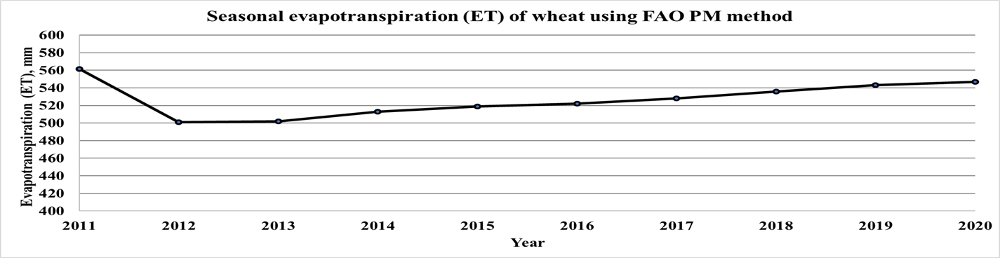 Seasonal evapotranspiration (ET) of wheat using FAO PM method
Evapotranspiration (ET), mm
600
580
560
540
520
500
480
460
440
420
400
2011 2012 2013 2014 2015 2016 2017 2018 2019 2020
Year